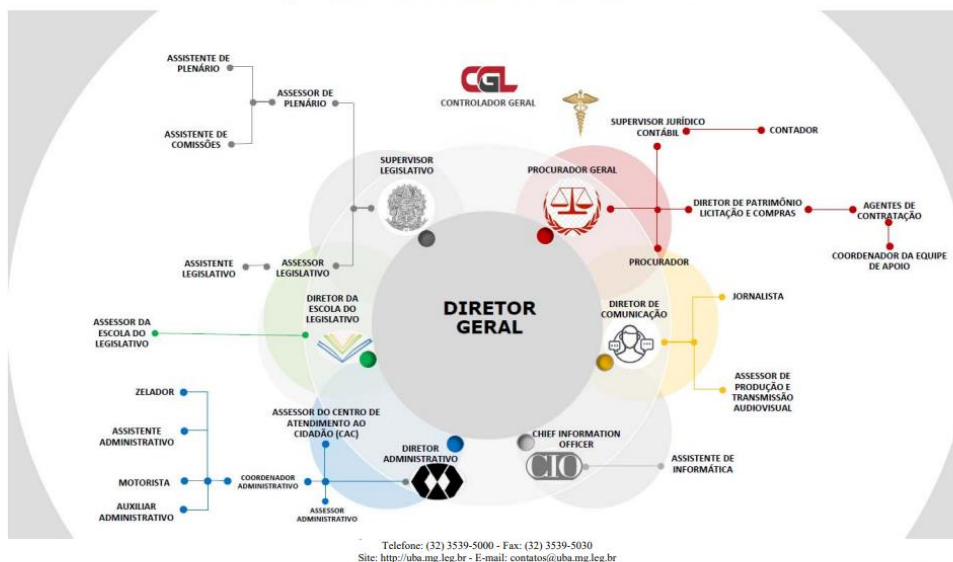 CGL
CONTROLADOR GERAL
ASSISTENTE DE
PLENÁRIO
ASSESSOR DE
PLENÁRIO
ASSISTENTE DE
COMISSÕES
SUPERVISOR
LEGISLATIVO
ASSISTENTE
LEGISLATIVO
ASSESSOR
LEGISLATIVO
SUPERVISOR JURÍDICO
CONTÁBIL
CONTADOR
PROCURADOR GERAL
DIRETOR DE PATRIMÔNIO
LICITAÇÃO E COMPRAS
AGENTES DE
CONTRATAÇÃO
COORDENADOR DA EQUIPE
DE APOIO
PROCURADOR
DIRETOR
GERAL
DIRETOR DA
ESCOLA DO
LEGISLATIVO
ASSESSOR DA
ESCOLA DO
LEGISLATIVO
DIRETOR DE
COMUNICAÇÃO
JORNALISTA
ASSESSOR DE
PRODUÇÃO E
TRANSMISSÃO
AUDIOVISUAL
ZELADOR
ASSISTENTE
ADMINISTRATIVO
MOTORISTA
AUXILIAR
ADMINISTRATIVO
COORDENADOR
ADMINISTRATIVO
ASSESSOR DO CENTRO DE
ATENDIMENTO AO
CIDADÃO (CAC)
ASSESSOR
ADMINISTRATIVO
DIRETOR
ADMINISTRATIVO
CHIEF INFORMATION
OFFICER
CIO
ASSISTENTE DE
INFORMÁTICA
Telefone: (32) 3539-5000 - Fax: (32) 3539-5030
Site: http://uba.mg.leg.br - E-mail: contatos@uba.mg.leg.br